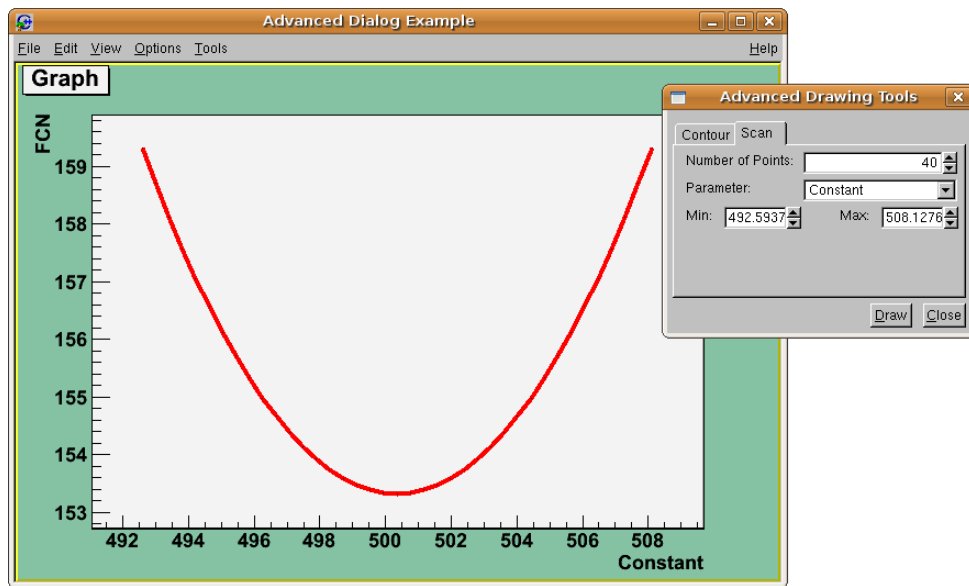 Advanced Dialog Example
File Edit View Options Tools Help
Graph
FCN
159
158
157
156
155
154
153
492 494 496 498 500 502 504 506 508
Constant
Advanced Drawing Tools
Contour Scan
Number of Points: 40
Parameter: Constant
Min: 492.5937 Max: 508.1276
Draw Close